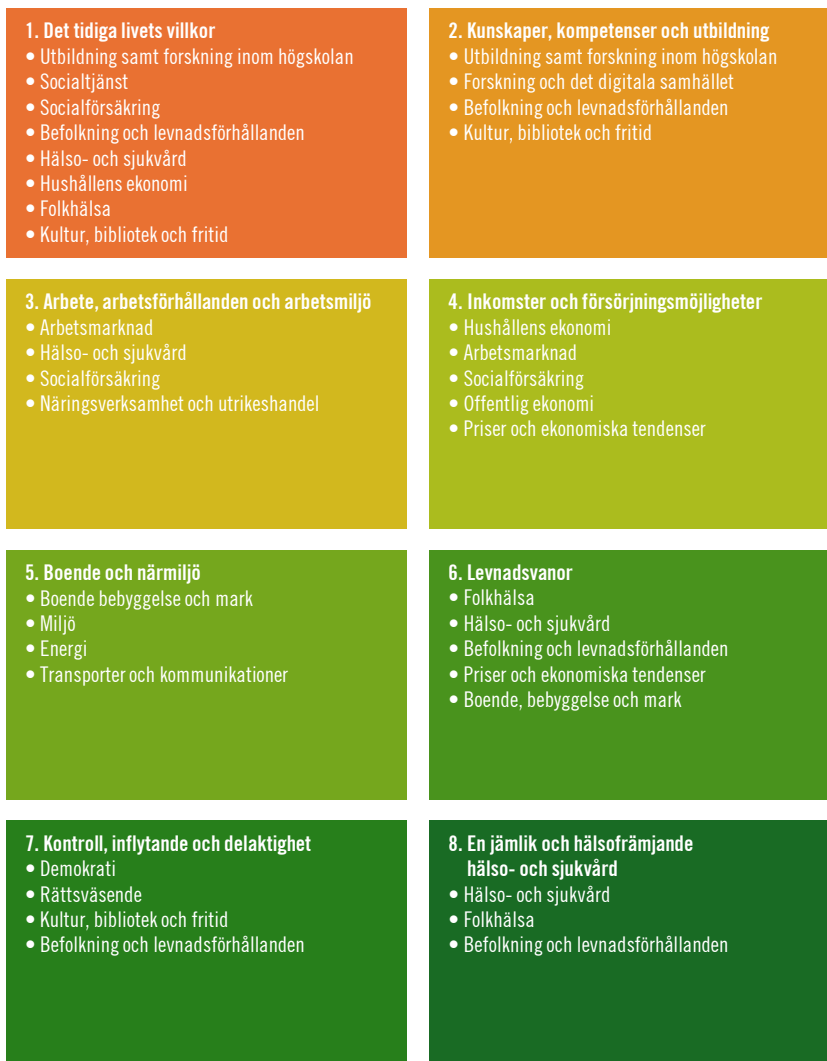 1. Det tidiga livets villkor
• Utbildning samt forskning inom högskolan
• Socialtjänst
• Socialförsäkring
• Befolkning och levnadsförhållanden
• Hälso- och sjukvård
• Hushållens ekonomi
• Folkhälsa
• Kultur, bibliotek och fritid
2. Kunskaper, kompetenser och utbildning
• Utbildning samt forskning inom högskolan
• Forskning och det digitala samhället
• Befolkning och levnadsförhållanden
• Kultur, bibliotek och fritid
3. Arbete, arbetsförhållanden och arbetsmiljö
• Arbetsmarknad
• Hälso- och sjukvård
• Socialförsäkring
• Näringsverksamhet och utrikeshandel
4. Inkomster och försörjningsmöjligheter
• Hushållens ekonomi
• Arbetsmarknad
• Socialförsäkring
• Offentlig ekonomi
• Priser och ekonomiska tendenser
5. Boende och närmiljö
• Boende bebyggelse och mark
• Miljö
• Energi
• Transporter och kommunikationer
6. Levnadsvanor
• Folkhälsa
• Hälso- och sjukvård
• Befolkning och levnadsförhållanden
• Priser och ekonomiska tendenser
• Boende, bebyggelse och mark
7. Kontroll, inflytande och delaktighet
• Demokrati
• Rättsväsende
• Kultur, bibliotek och fritid
• Befolkning och levnadsförhållanden
8. En jämlik och hälsofrämjande
hälso- och sjukvård
• Hälso- och sjukvård
• Folkhälsa
• Befolkning och levnadsförhållanden